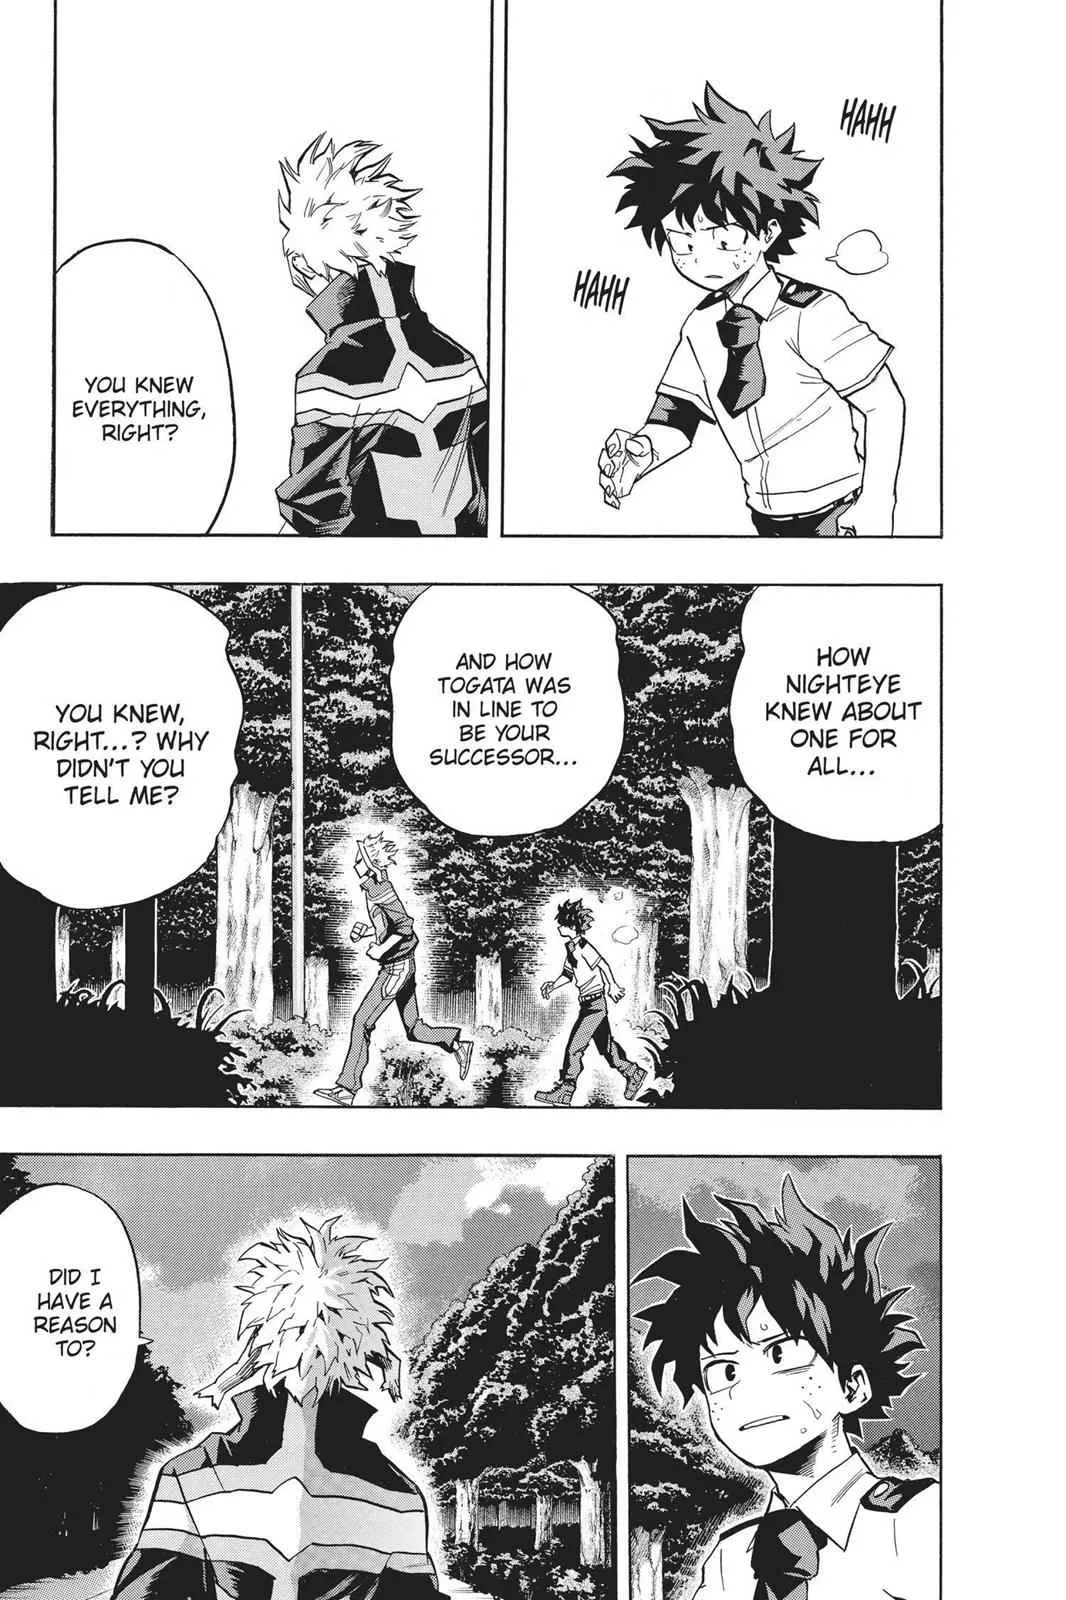 HAHH
HAHH
YOU KNEW
EVERYTHING,
RIGHT?
HOW
NIGHTEYE
KNEW ABOUT
ONE FOR
ALL...
AND HOW
TOGATA WAS
IN LINE TO
BE YOUR
SUCCESSOR...
YOU KNEW,
RIGHT...? WHY
DIDN'T YOU
TELL ME?
DID I
HAVE A
REASON
TO?